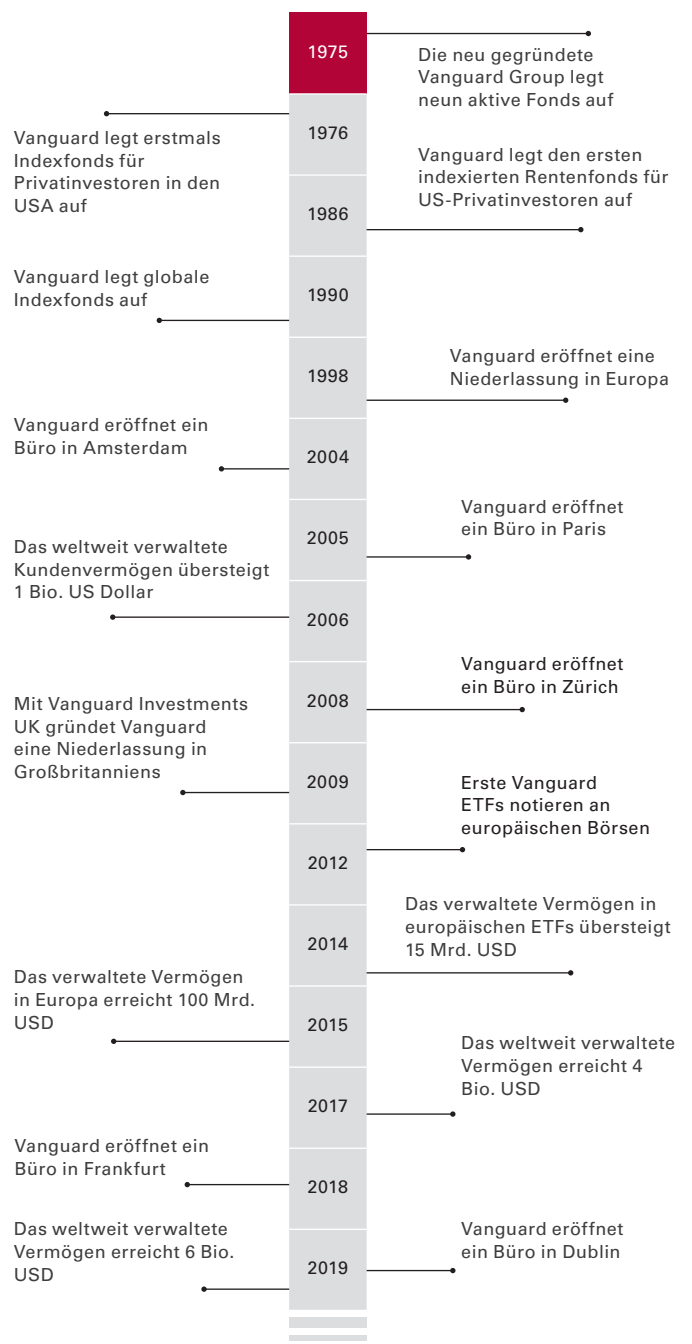 1975
Die neu gegründete
Vanguard Group legt
neun aktive Fonds auf
1976
Vanguard legt erstmals
Indexfonds für
Privatinvestoren in den
USA auf
1986
Vanguard legt den ersten
indexierten Rentenfonds für
US-Privatinvestoren auf
1990
Vanguard legt globale
Indexfonds auf
1998
Vanguard eröffnet eine
Niederlassung in Europa
2004
Vanguard eröffnet ein
Büro in Amsterdam
2005
Vanguard eröffnet
ein Büro in Paris
2006
Das weltweit verwaltete
Kundenvermögen übersteigt
1 Bio. US Dollar
2008
Vanguard eröffnet
ein Büro in Zürich
2009
Mit Vanguard Investments
UK gründet Vanguard
eine Niederlassung in
Großbritanniens
2012
Erste Vanguard
ETFs notieren an
europäischen Börsen
2014
Das verwaltete Vermögen in
europäischen ETFs übersteigt
15 Mrd. USD
2015
Das verwaltete Vermögen
in Europa erreicht 100 Mrd.
USD
2017
Das weltweit verwaltete
Vermögen erreicht 4
Bio. USD
2018
Vanguard eröffnet ein
Büro in Frankfurt
2019
Das weltweit verwaltete
Vermögen erreicht 6 Bio.
USD
Vanguard eröffnet
ein Büro in Dublin